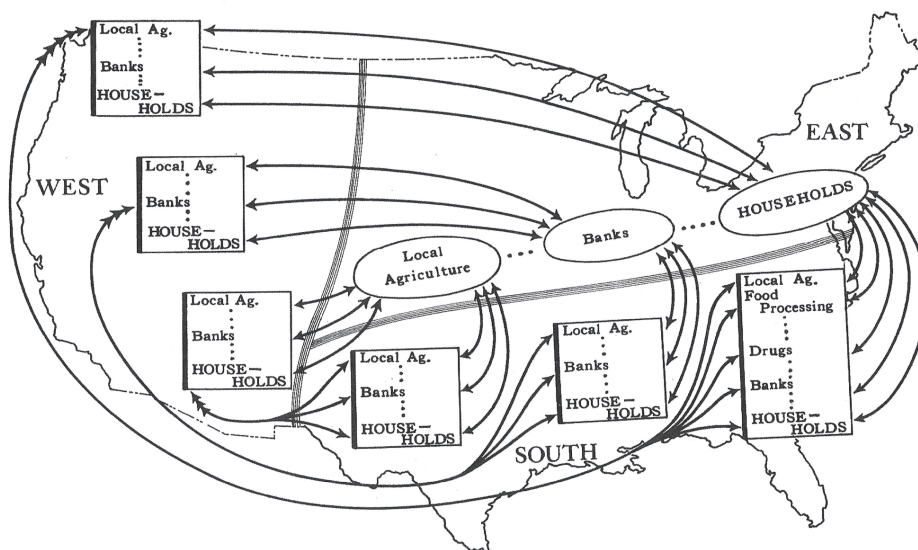 Local Ag.
Banks
HOUSE-
HOLDS
EAST
WEST
Local Ag.
Banks
HOUSE-
HOLDS
HOUSEHOLDS
Banks
Local
Agriculture
Local Ag.
Banks
HOUSE-
HOLDS
Local Ag.
Banks
HOUSE-
HOLDS
Local Ag.
Banks
HOUSE-
HOLDS
Local Ag.
Food
Processing
Drugs
Banks
HOUSE-
HOLDS
SOUTH